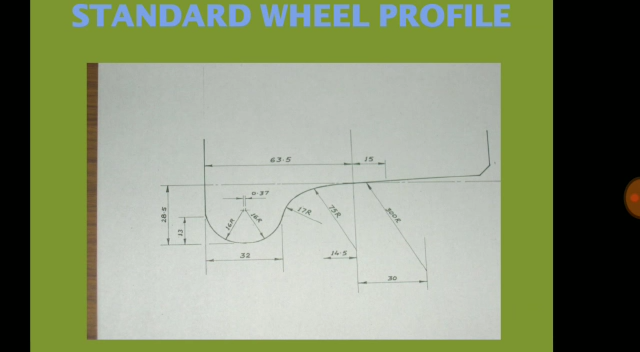 STANDARD WHEEL PROFILE
63.5
15
0.37
28.5
13
16R
16R
17R
75R
300R
32
14.5
30